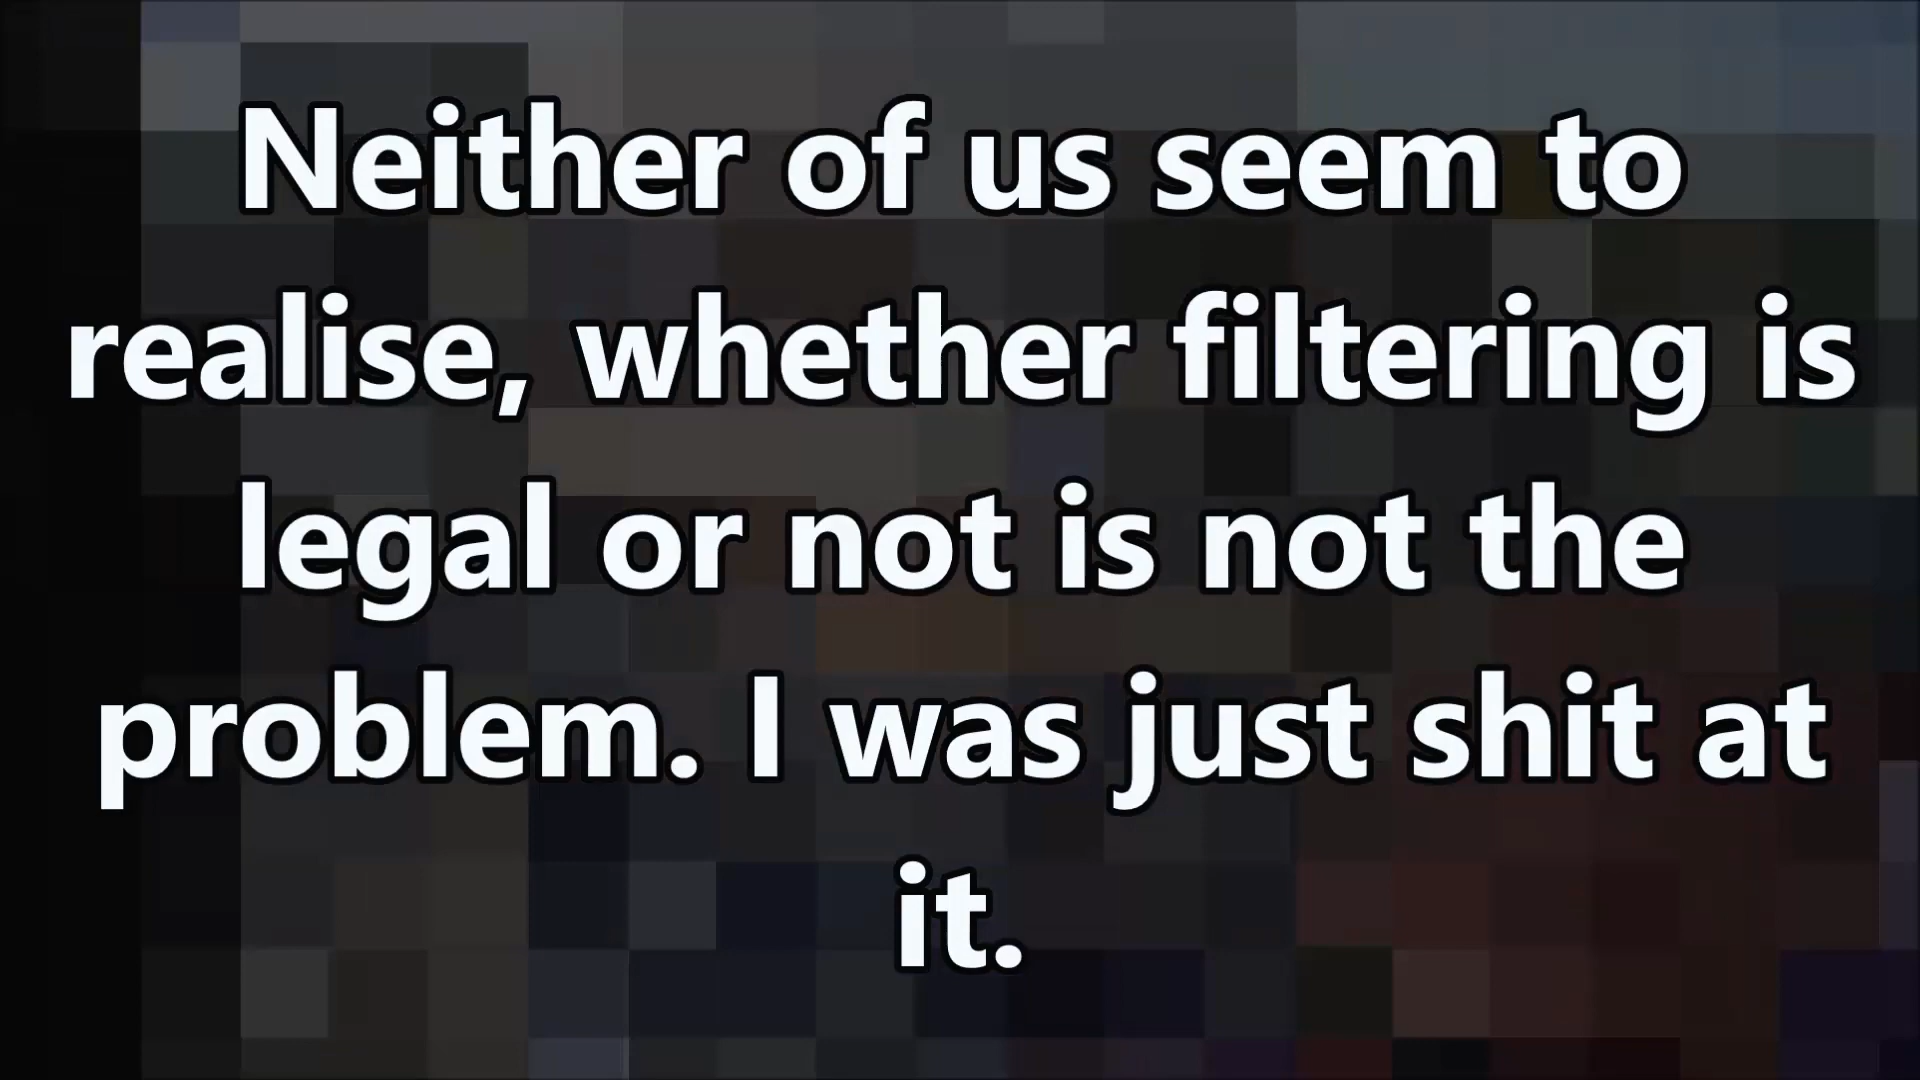 Neither of us seem to
realise, whether filtering is
legal or not is not the
problem. I was just shit at
it.